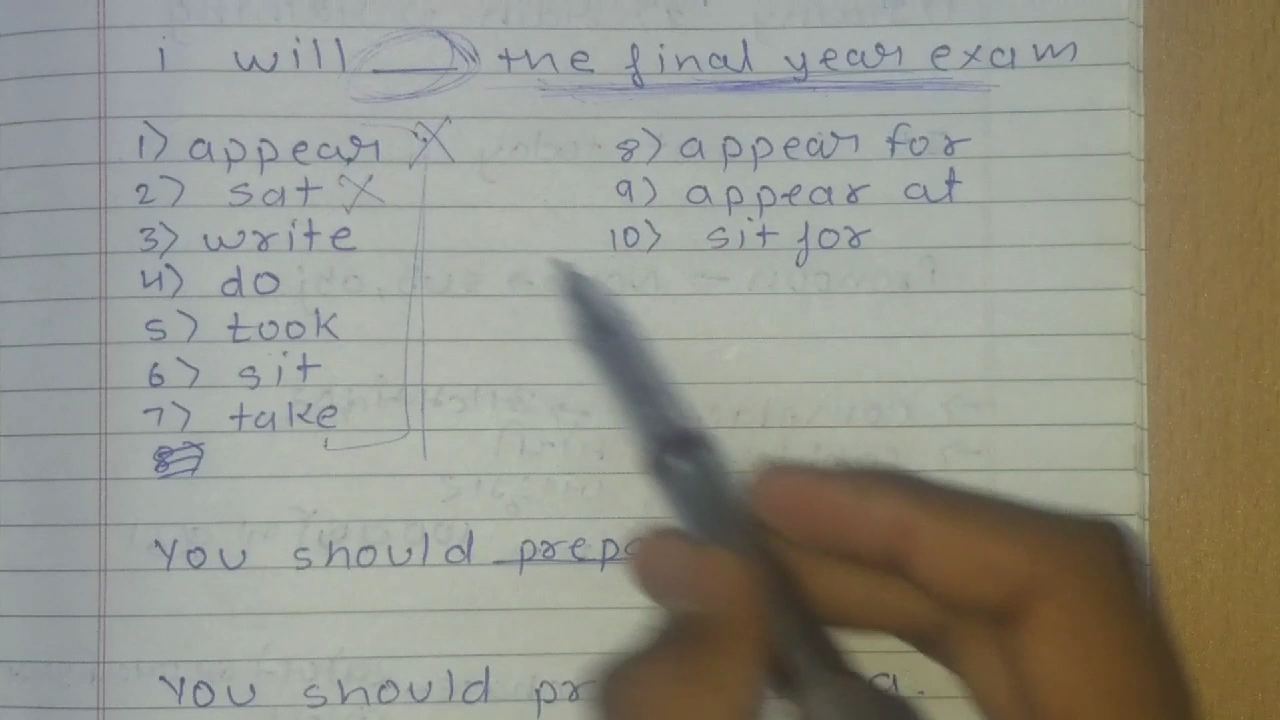 i will ___ the final year exam
1) appear X
2) sat X
3) write
4) do
5) took
6) sit
7) take
8) appear for
9) appear at
10) sit for
You should
You should